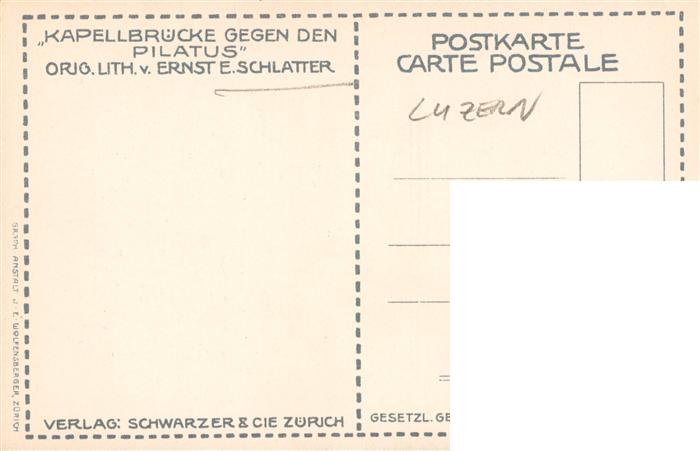 „KAPELLBRÜCKE GEGEN DEN
PILATUS"
ORIG. LITH. v. ERNST E. SCHLATTER
POSTKARTE
CARTE POSTALE
LUZERN
GRAPH. ANSTALT J. E. WOLFENSBERGER, ZÜRICH
VERLAG: SCHWARZER & CIE ZÜRICH
GESETZL. GE